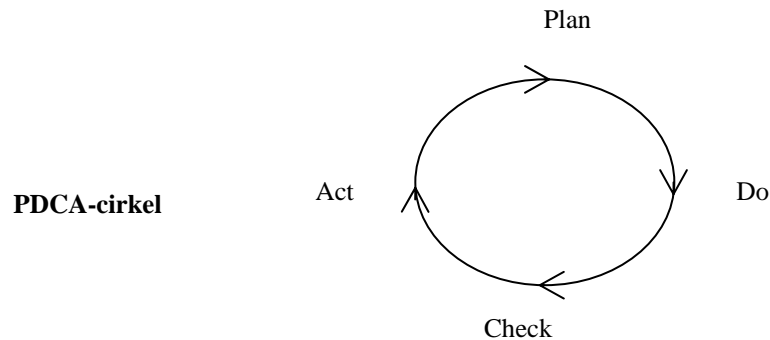 Plan
PDCA-cirkel
Act
Do
Check